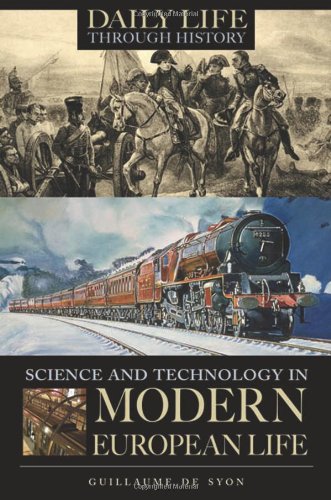 DAILY LIFE
THROUGH HISTORY
SCIENCE AND TECHNOLOGY IN
MODERN
EUROPEAN LIFE
GUILLAUME DE SYON